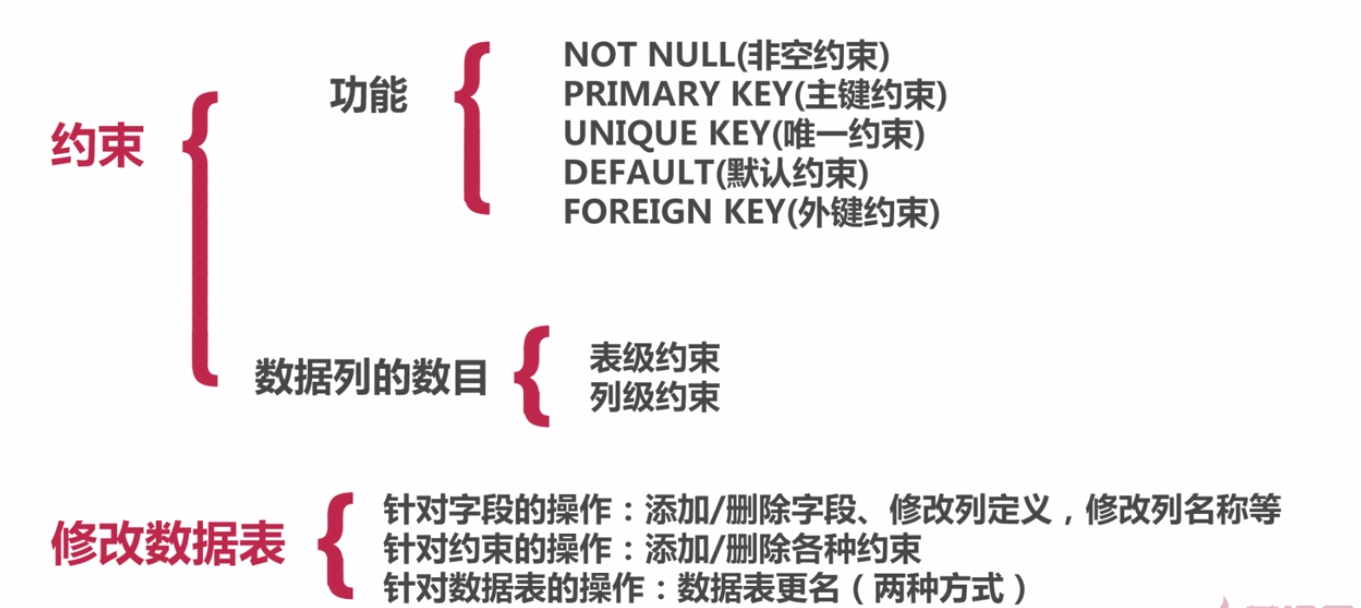 约束
功能
NOT NULL(非空约束)
PRIMARY KEY(主键约束)
UNIQUE KEY(唯一约束)
DEFAULT(默认约束)
FOREIGN KEY(外键约束)
数据列的数目
表级约束
列级约束
修改数据表
针对字段的操作：添加/删除字段、修改列定义，修改列名称等
针对约束的操作：添加/删除各种约束
针对数据表的操作：数据表更名（两种方式）